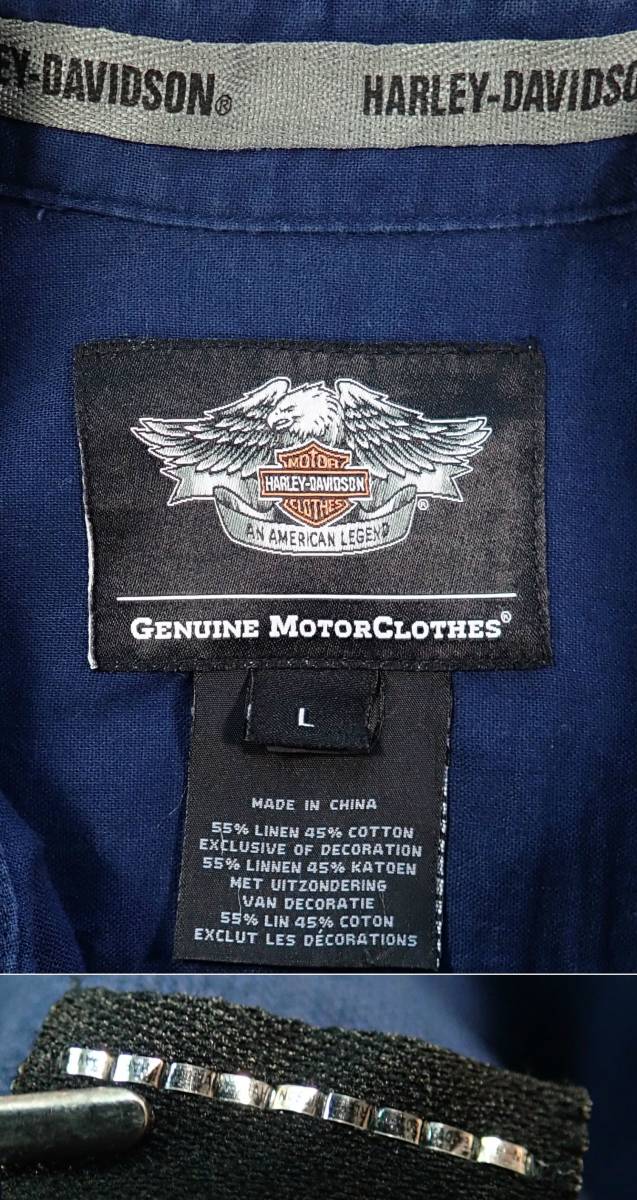 EY-DAVIDSON® HARLEY-DAVIDSO
MOTOR
HARLEY-DAVIDSON
CLOTHES
®
AN AMERICAN LEGEND
GENUINE MOTORCLOTHES®
L
MADE IN CHINA
55% LINEN 45% COTTON
EXCLUSIVE OF DECORATION
55% LINNEN 45% KATOEN
MET UITZONDERING
VAN DECORATIE
55% LIN 45% COTON
EXCLUT LES DÉCORATIONS